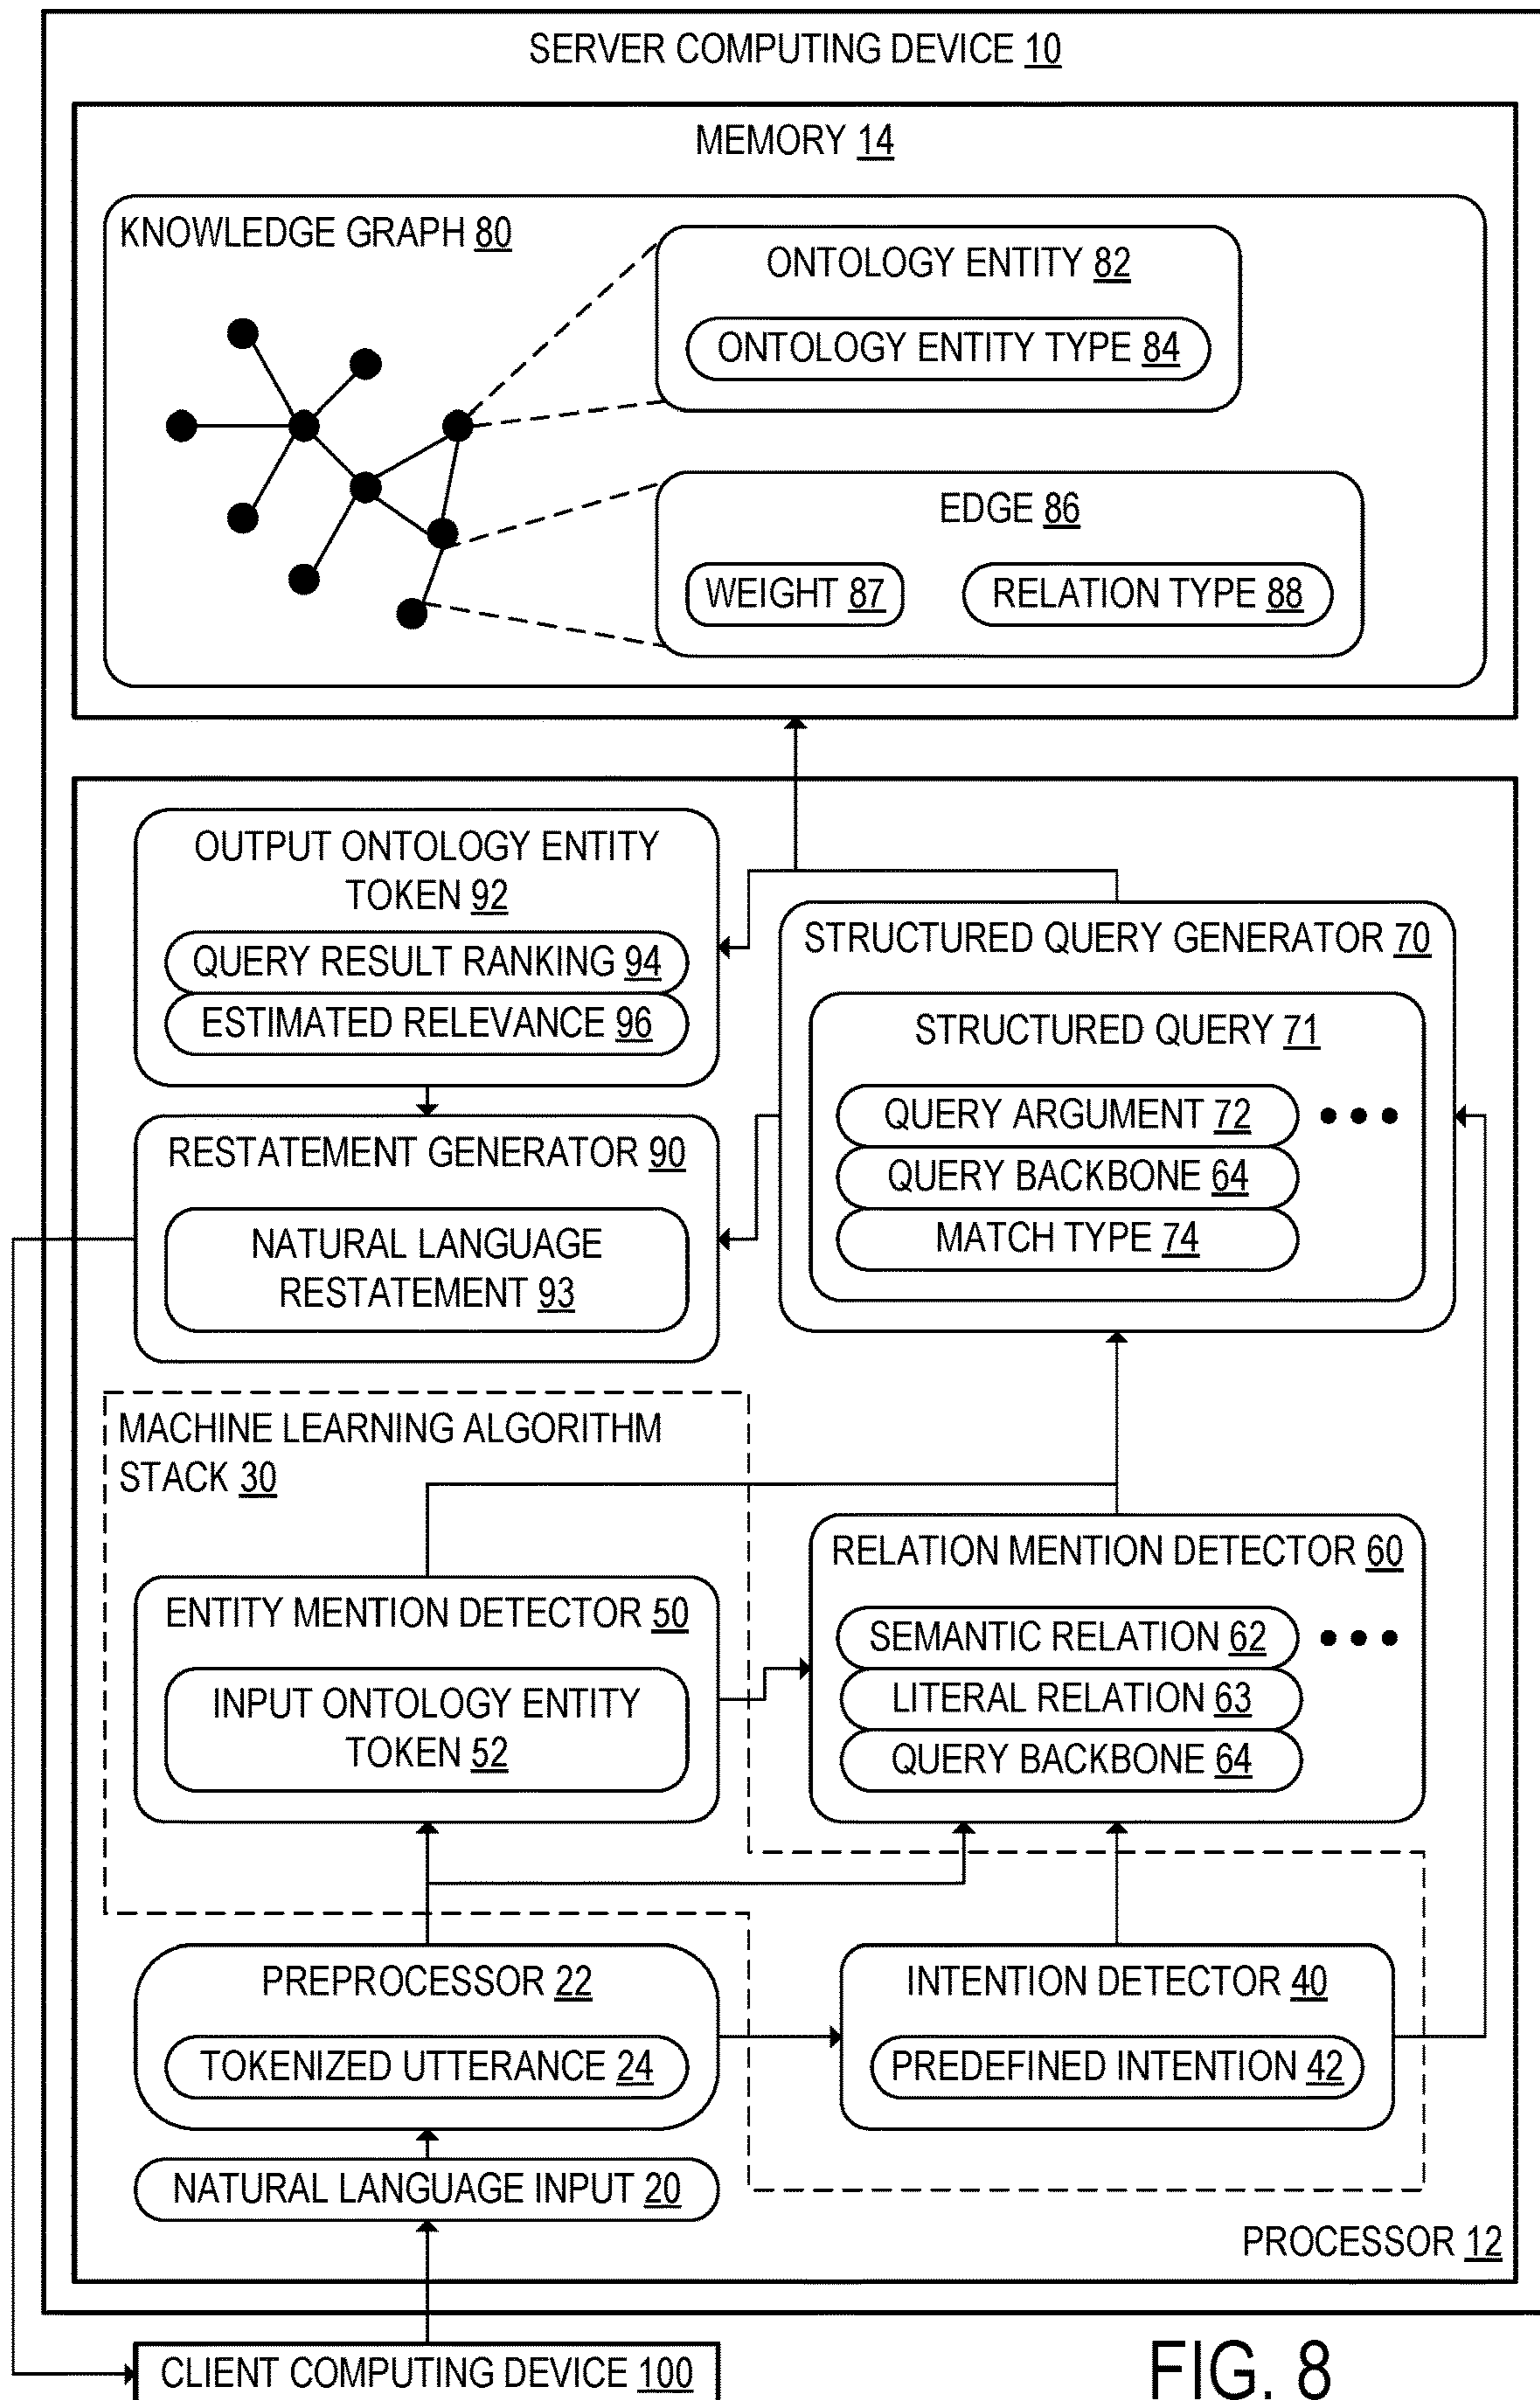 SERVER COMPUTING DEVICE 10
MEMORY 14
KNOWLEDGE GRAPH 80
ONTOLOGY ENTITY 82
ONTOLOGY ENTITY TYPE 84
EDGE 86
WEIGHT 87
RELATION TYPE 88
OUTPUT ONTOLOGY ENTITY
TOKEN 92
QUERY RESULT RANKING 94
ESTIMATED RELEVANCE 96
STRUCTURED QUERY GENERATOR 70
STRUCTURED QUERY 71
QUERY ARGUMENT 72
QUERY BACKBONE 64
MATCH TYPE 74
RESTATEMENT GENERATOR 90
NATURAL LANGUAGE
RESTATEMENT 93
MACHINE LEARNING ALGORITHM
STACK 30
ENTITY MENTION DETECTOR 50
INPUT ONTOLOGY ENTITY
TOKEN 52
RELATION MENTION DETECTOR 60
SEMANTIC RELATION 62
LITERAL RELATION 63
QUERY BACKBONE 64
PREPROCESSOR 22
TOKENIZED UTTERANCE 24
INTENTION DETECTOR 40
PREDEFINED INTENTION 42
NATURAL LANGUAGE INPUT 20
PROCESSOR 12
CLIENT COMPUTING DEVICE 100
FIG. 8